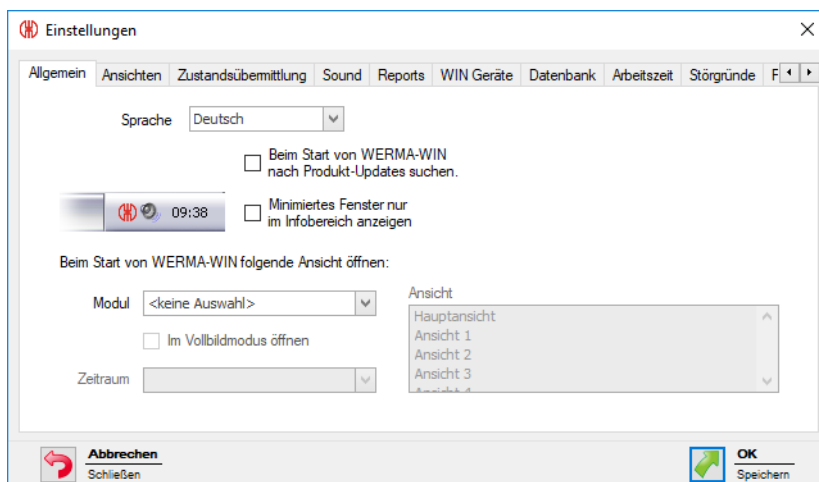 Einstellungen
Allgemein Ansichten Zustandsübermittlung Sound Reports WIN Geräte Datenbank Arbeitszeit Störgründe F
Sprache Deutsch
Beim Start von WERMA-WIN
nach Produkt-Updates suchen.
09:38
Minimiertes Fenster nur
im Infobereich anzeigen
Beim Start von WERMA-WIN folgende Ansicht öffnen:
Modul <keine Auswahl>
Im Vollbildmodus öffnen
Zeitraum
Ansicht
Hauptansicht
Ansicht 1
Ansicht 2
Ansicht 3
Ansicht 4
Abbrechen
Schließen
OK
Speichern